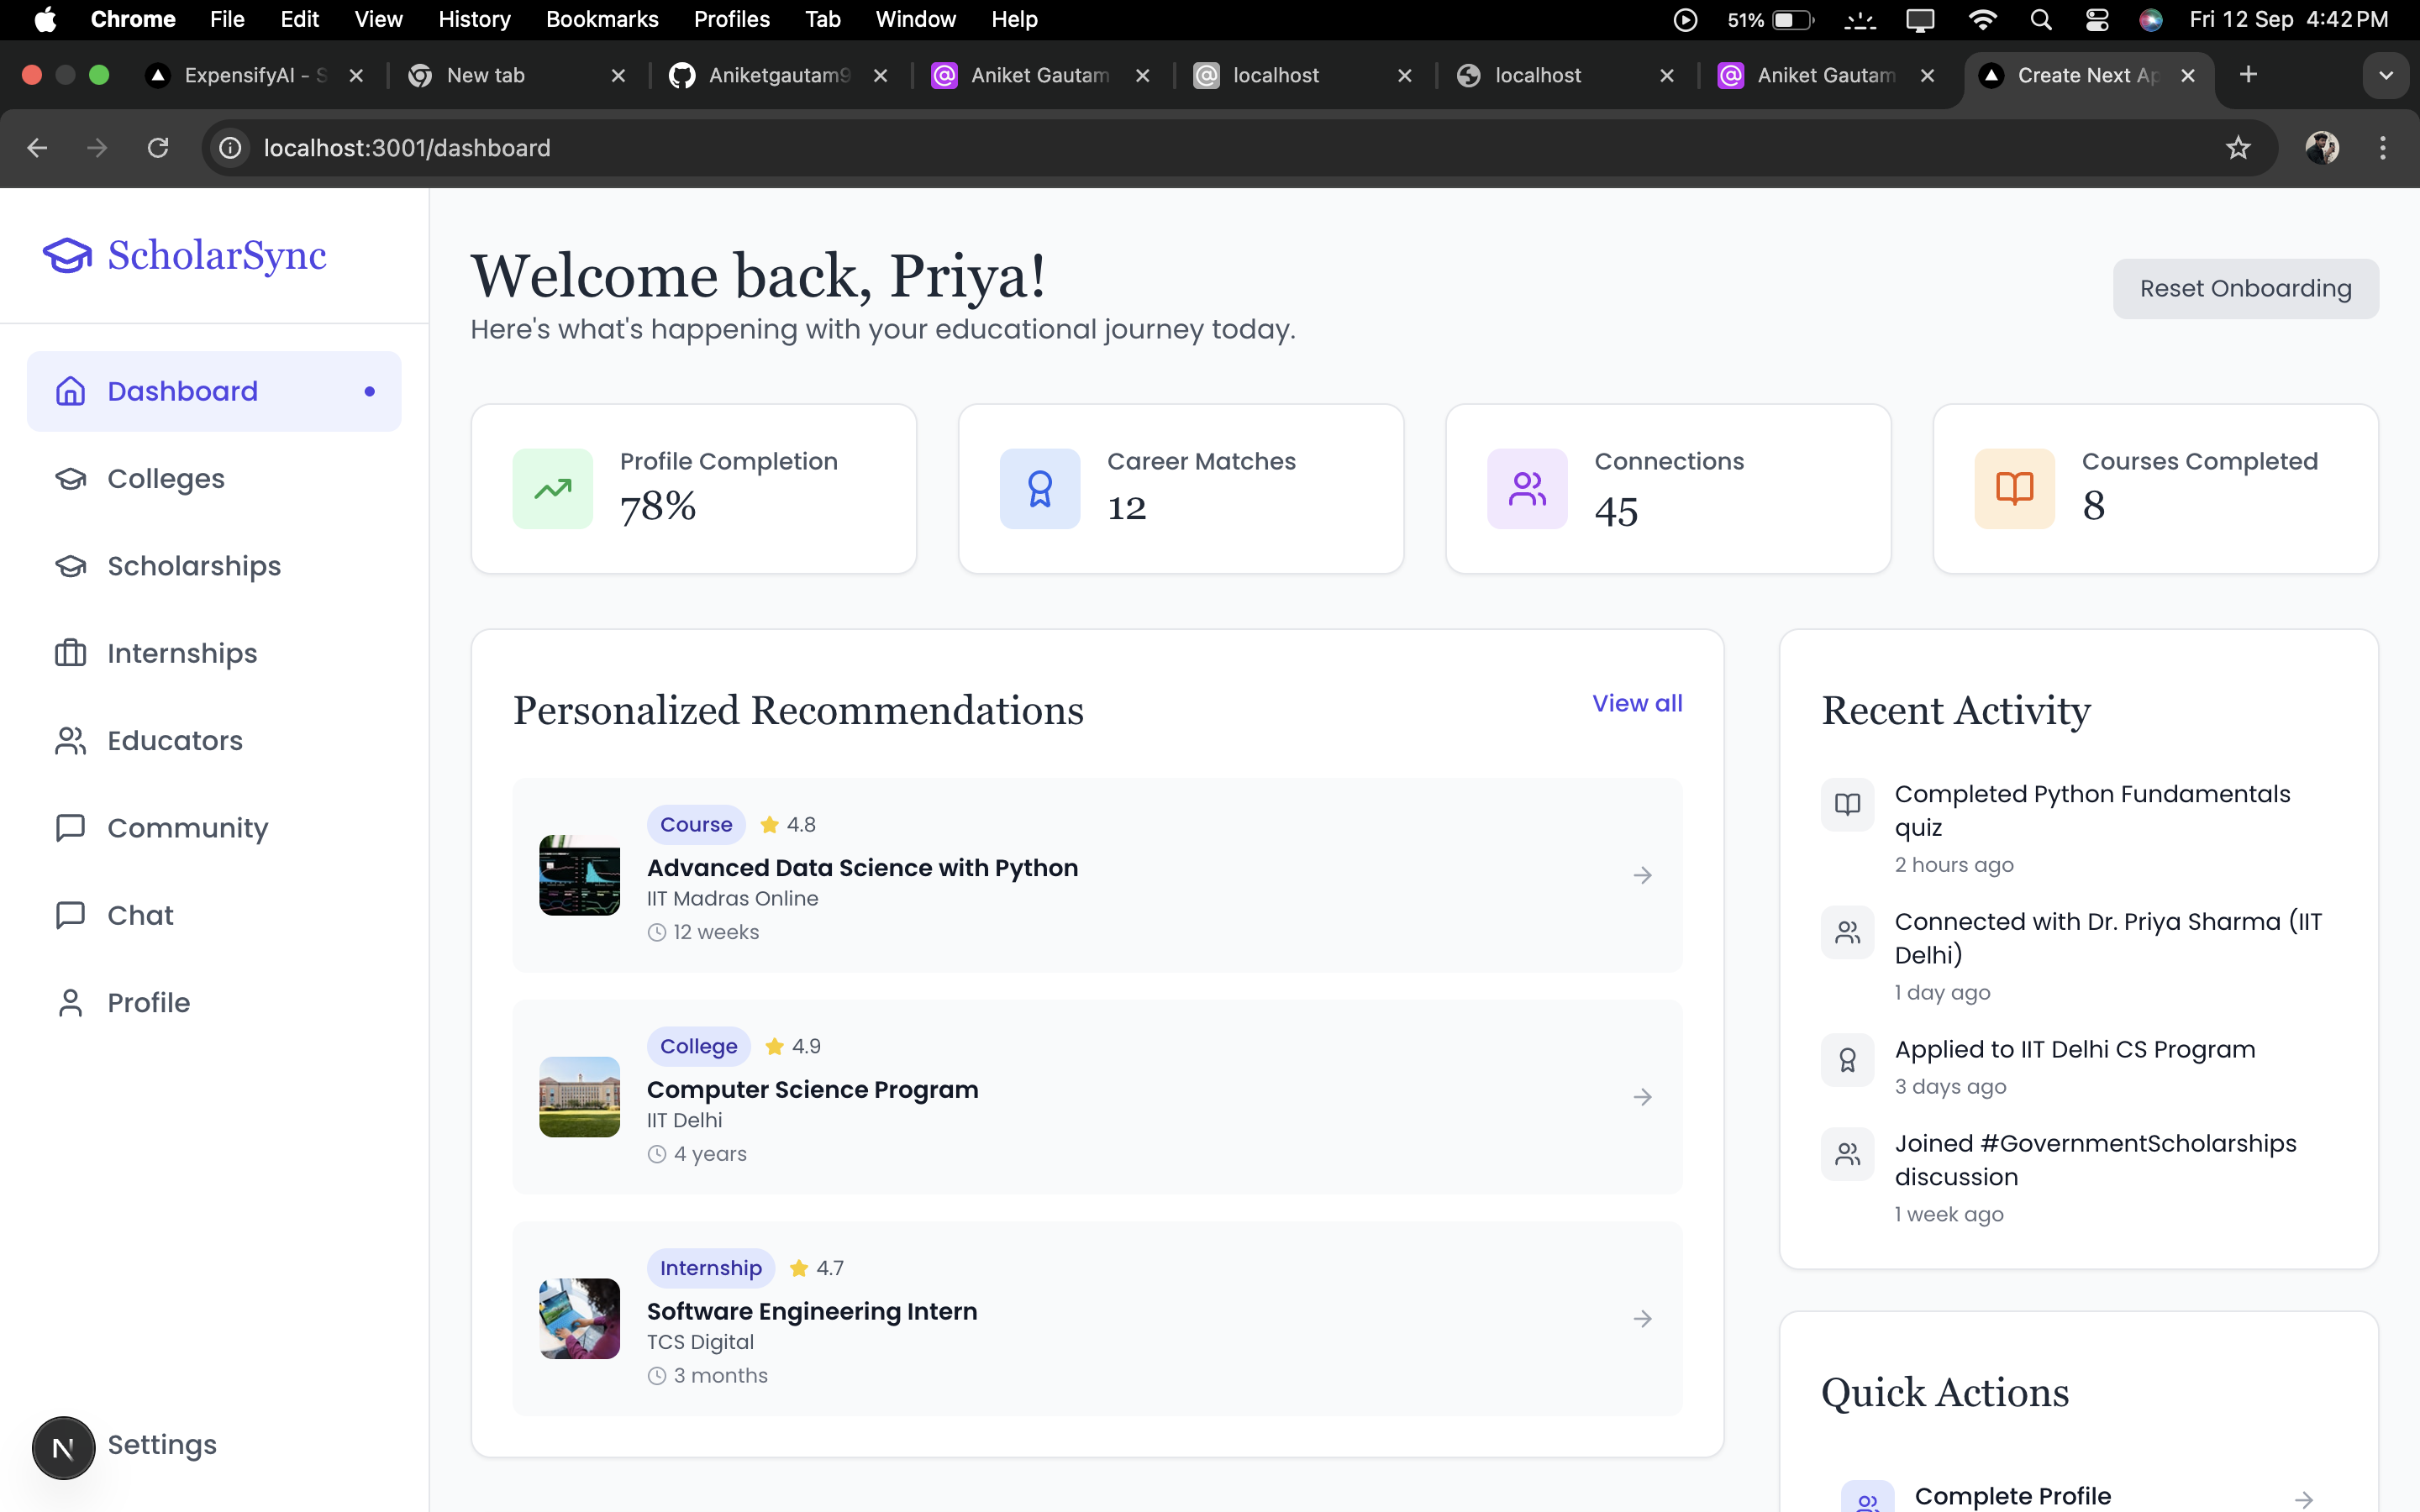 Chrome File Edit View History Bookmarks Profiles Tab Window Help 51% Fri 12 Sep 4:42 PM
ExpensifyAI - S New tab Aniketgautam9 Aniket Gautam localhost localhost Aniket Gautam Create Next Ap
localhost:3001/dashboard
ScholarSync
Dashboard
Colleges
Scholarships
Internships
Educators
Community
Chat
Profile
N
Settings
Welcome back, Priya!
Here's what's happening with your educational journey today.
Reset Onboarding
Profile Completion
78%
Career Matches
12
Connections
45
Courses Completed
8
Personalized Recommendations
View all
Course 4.8
Advanced Data Science with Python
IIT Madras Online
12 weeks
College 4.9
Computer Science Program
IIT Delhi
4 years
Internship 4.7
Software Engineering Intern
TCS Digital
3 months
Recent Activity
Completed Python Fundamentals
quiz
2 hours ago
Connected with Dr. Priya Sharma (IIT
Delhi)
1 day ago
Applied to IIT Delhi CS Program
3 days ago
Joined #GovernmentScholarships
discussion
1 week ago
Quick Actions
Complete Profile